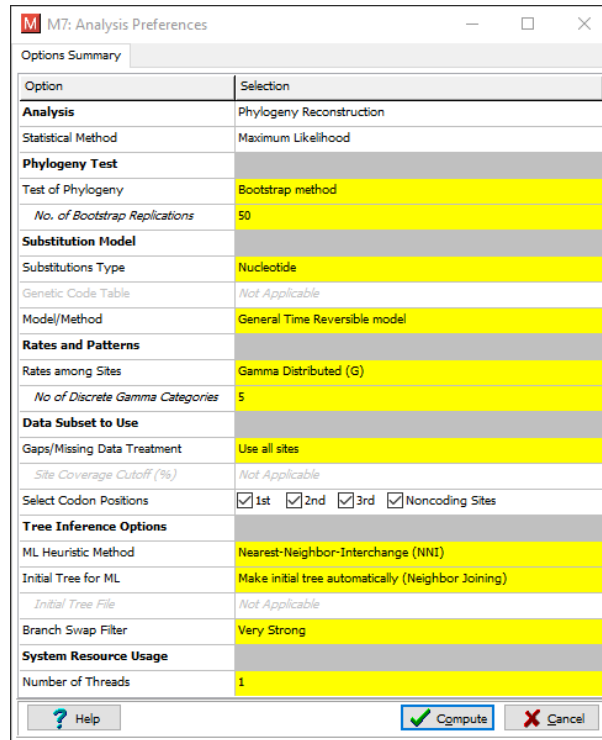 M M7: Analysis Preferences
Options Summary
Option Selection
Analysis Phylogeny Reconstruction
Statistical Method Maximum Likelihood
Phylogeny Test
Test of Phylogeny Bootstrap method
No. of Bootstrap Replications 50
Substitution Model
Substitutions Type Nucleotide
Genetic Code Table Not Applicable
Model/Method General Time Reversible model
Rates and Patterns
Rates among Sites Gamma Distributed (G)
No of Discrete Gamma Categories 5
Data Subset to Use
Gaps/Missing Data Treatment Use all sites
Site Coverage Cutoff (%) Not Applicable
Select Codon Positions 1st 2nd 3rd Noncoding Sites
Tree Inference Options
ML Heuristic Method Nearest-Neighbor-Interchange (NNI)
Initial Tree for ML Make initial tree automatically (Neighbor Joining)
Initial Tree File Not Applicable
Branch Swap Filter Very Strong
System Resource Usage
Number of Threads 1
? Help Compute Cancel